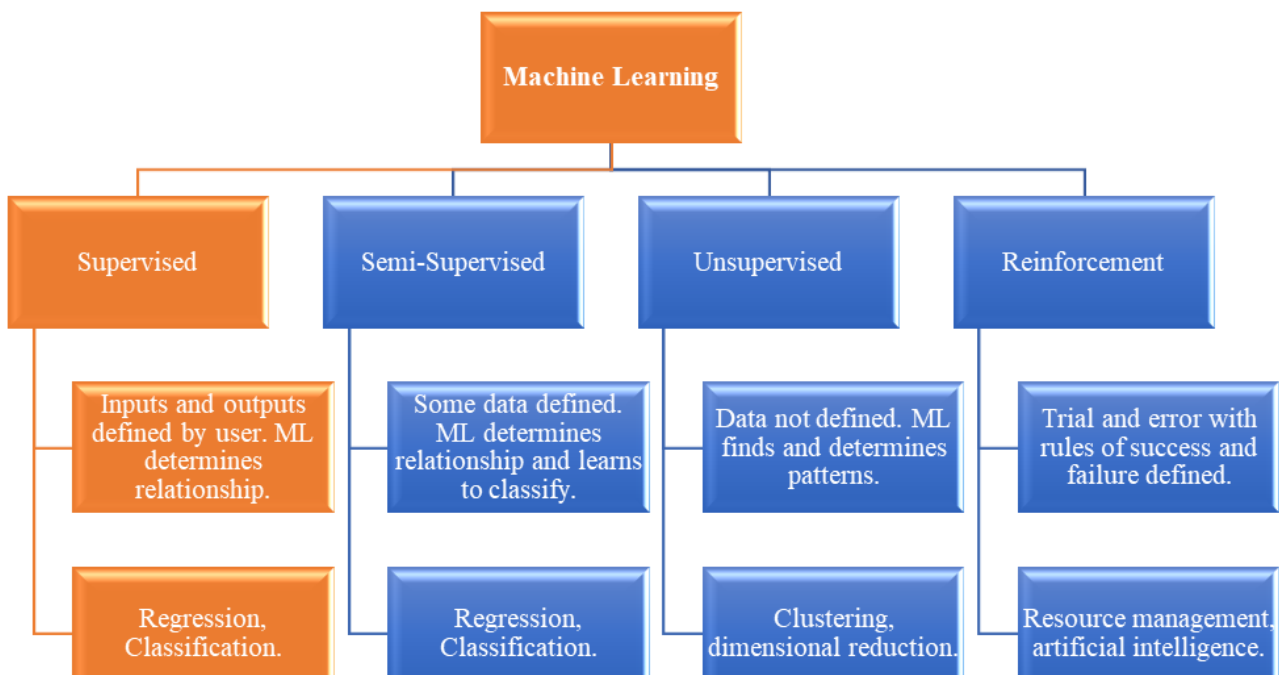 Machine Learning
Supervised
Semi-Supervised
Unsupervised
Reinforcement
Inputs and outputs
defined by user. ML
determines
relationship.
Some data defined.
ML determines
relationship and learns
to classify.
Data not defined. ML
finds and determines
patterns.
Trial and error with
rules of success and
failure defined.
Regression,
Classification.
Regression,
Classification.
Clustering,
dimensional reduction.
Resource management,
artificial intelligence.